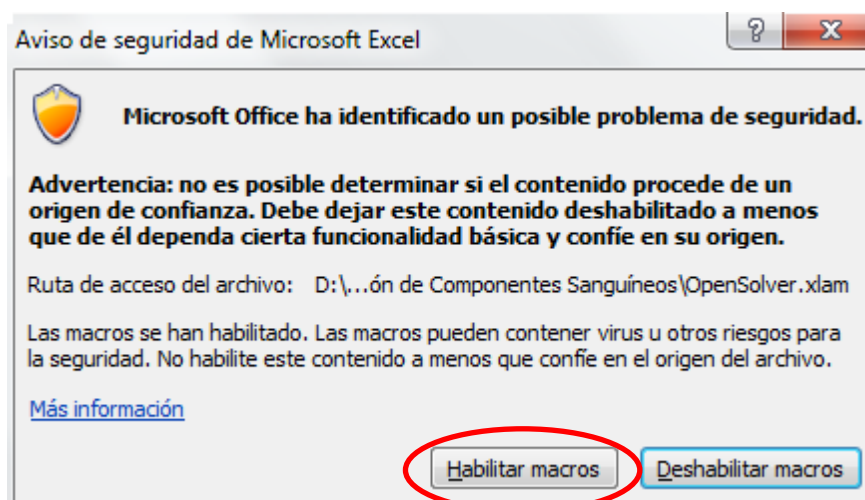 Aviso de seguridad de Microsoft Excel
?
Microsoft Office ha identificado un posible problema de seguridad.
Advertencia: no es posible determinar si el contenido procede de un
origen de confianza. Debe dejar este contenido deshabilitado a menos
que de él dependa cierta funcionalidad básica y confíe en su origen.
Ruta de acceso del archivo: D:\...ón de Componentes Sanguíneos\OpenSolver.xlam
Las macros se han habilitado. Las macros pueden contener virus u otros riesgos para
la seguridad. No habilite este contenido a menos que confíe en el origen del archivo.
Más información
Habilitar macros Deshabilitar macros